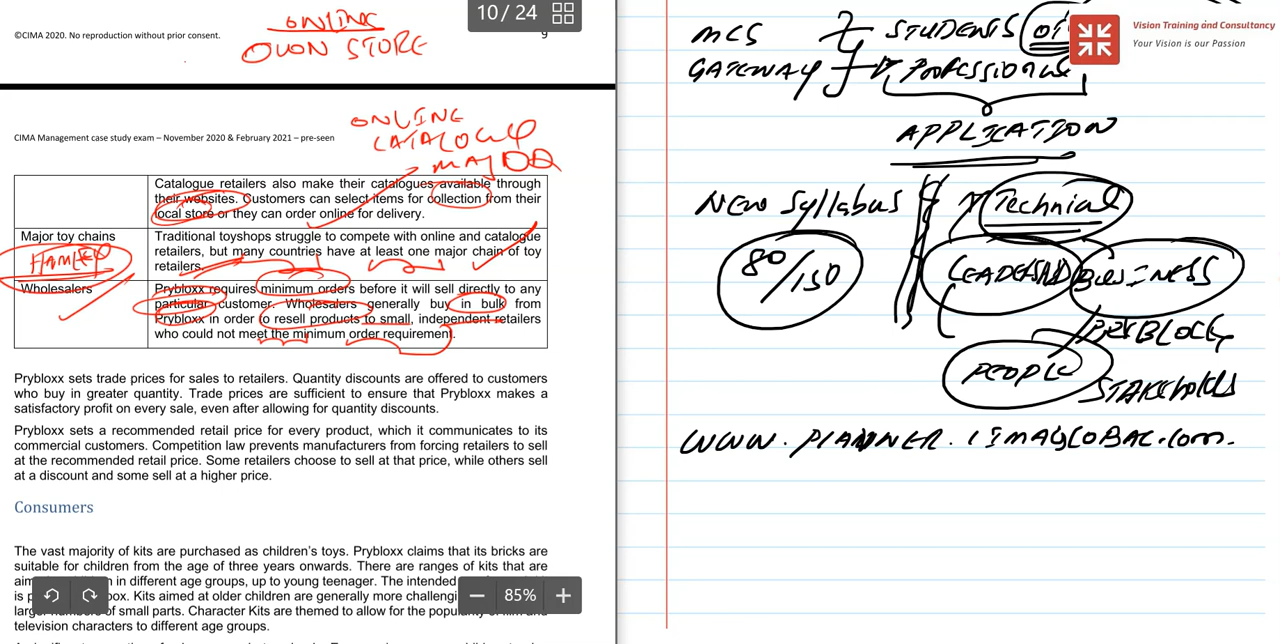 ONLINE
OWN STORE
10 / 24
©CIMA 2020. No reproduction without prior consent.
9
CIMA Management case study exam – November 2020 & February 2021 – pre-seen
ONLINE
CATALOGUE
MAJOR
Catalogue retailers also make their catalogues available through
their websites. Customers can select items for collection from their
local store or they can order online for delivery.
Major toy chains
Traditional toyshops struggle to compete with online and catalogue
retailers, but many countries have at least one major chain of toy
retailers.
Wholesalers
Prybloxx requires minimum orders before it will sell directly to any
particular customer. Wholesalers generally buy in bulk from
Prybloxx in order to resell products to small, independent retailers
who could not meet the minimum order requirement.
Prybloxx sets trade prices for sales to retailers. Quantity discounts are offered to customers
who buy in greater quantity. Trade prices are sufficient to ensure that Prybloxx makes a
satisfactory profit on every sale, even after allowing for quantity discounts.
Prybloxx sets a recommended retail price for every product, which it communicates to its
commercial customers. Competition law prevents manufacturers from forcing retailers to sell
at the recommended retail price. Some retailers choose to sell at that price, while others sell
at a discount and some sell at a higher price.
Consumers
The vast majority of kits are purchased as children's toys. Prybloxx claims that its bricks are
suitable for children from the age of three years onwards. There are ranges of kits that are
in different age groups, up to young teenager. The intended
is box. Kits aimed at older children are generally more
of small parts. Character Kits are themed to allow for the
television characters to different age groups.
85%
MCS
STUDENTS
GATEWAY
PROFESSIONALS
APPLICATION
New Syllabus
Technical
80/150
BUSINESS
PEOPLE
STAKEHOLDERS
WWW.PLANNER.CIMAGLOBAL.com.
Vision Training and Consultancy
Your Vision is our Passion